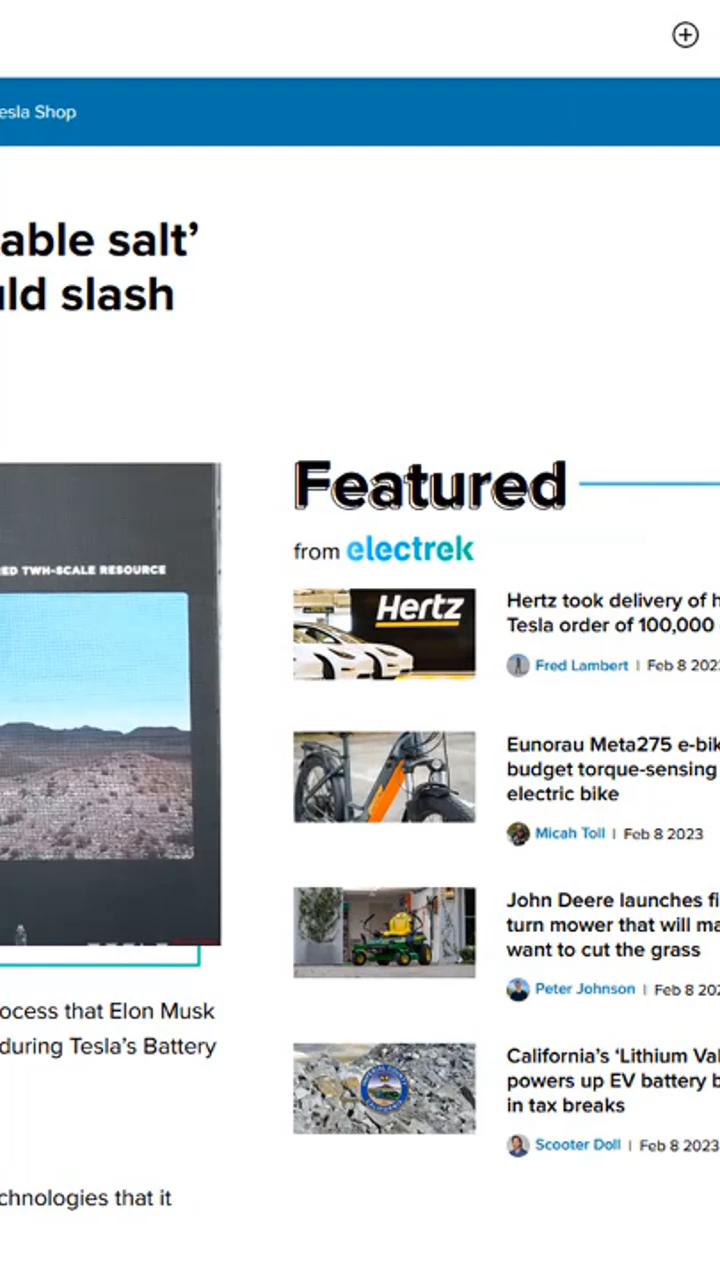 esla Shop
able salt’
uld slash
ED TWH-SCALE RESOURCE
Featured
from electrek
Hertz
Hertz took delivery of h
Tesla order of 100,000
Fred Lambert | Feb 8 2023
Eunorau Meta275 e-bik
budget torque-sensing
electric bike
Micah Toll | Feb 8 2023
John Deere launches fi
turn mower that will ma
want to cut the grass
Peter Johnson | Feb 8 202
California’s ‘Lithium Val
powers up EV battery b
in tax breaks
Scooter Doll | Feb 8 2023
ocess that Elon Musk
during Tesla’s Battery
chnologies that it